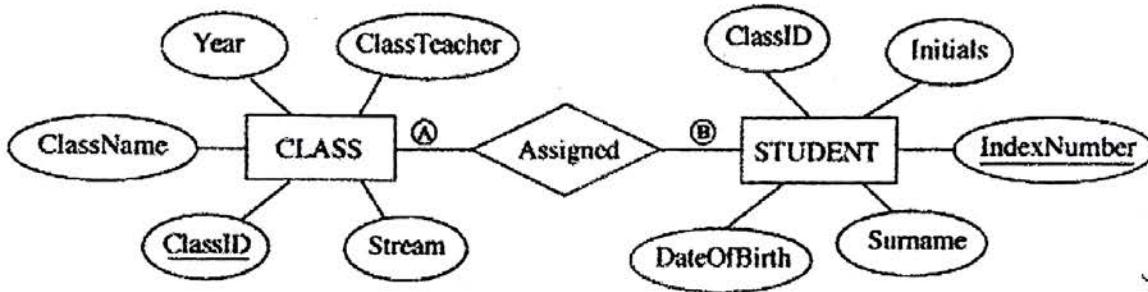 Year
ClassTeacher
ClassID
Initials
ClassName
CLASS
A
Assigned
B
STUDENT
IndexNumber
ClassID
Stream
DateOfBirth
Surname